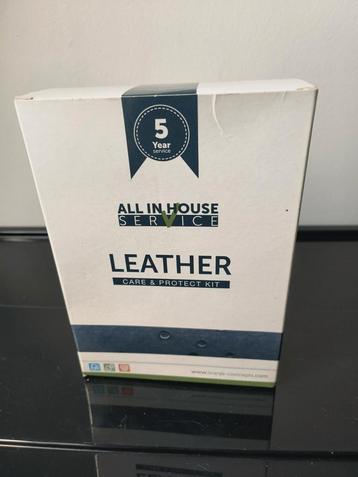 5
Year
service
ALL IN HOUSE
SERVICE
LEATHER
CARE & PROTECT KIT